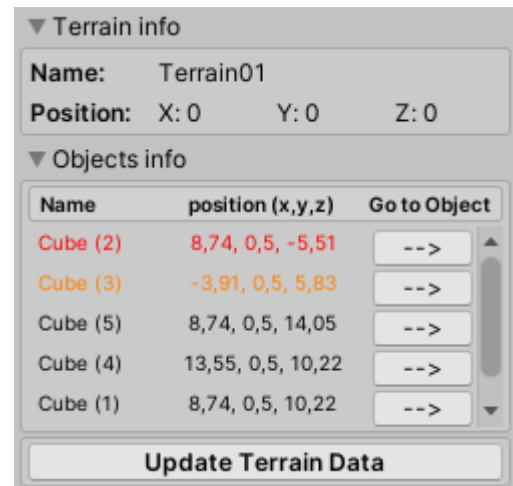 Terrain info
Name: Terrain01
Position: X: 0 Y: 0 Z: 0
Objects info
Name position (x,y,z) Go to Object
Cube (2) 8,74, 0,5, -5,51 -->
Cube (3) -3,91, 0,5, 5,83 -->
Cube (5) 8,74, 0,5, 14,05 -->
Cube (4) 13,55, 0,5, 10,22 -->
Cube (1) 8,74, 0,5, 10,22 -->
Update Terrain Data